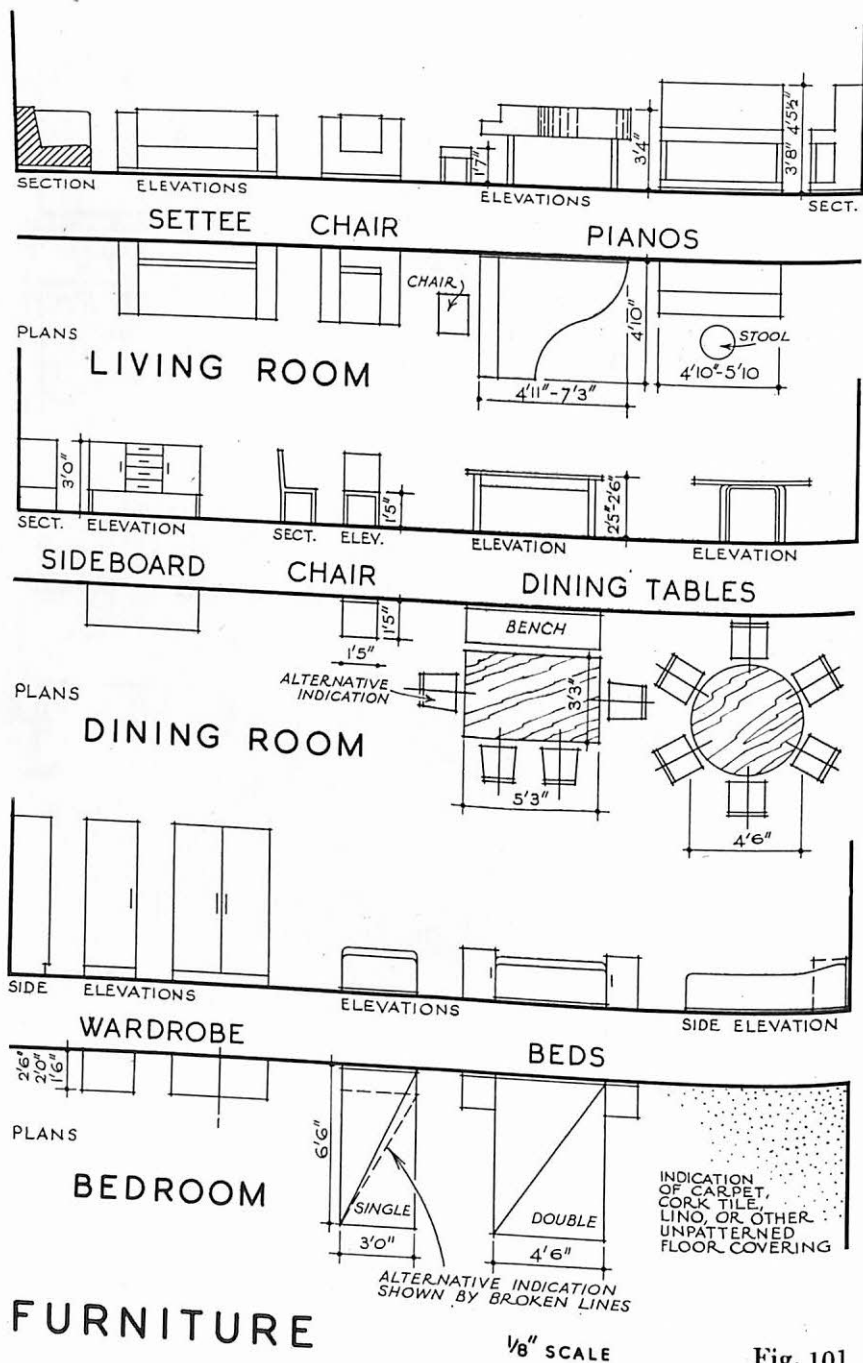 SECTION ELEVATIONS 1'7" ELEVATIONS 3'4" 3'8" 4'5½" SECT.
SETTEE CHAIR PIANOS
CHAIR
4'10"
STOOL
PLANS
4'11"-7'3"
4'10"-5'10
LIVING ROOM
3'0"
1'5"
2'5"-2'6"
SECT. ELEVATION SECT. ELEV. ELEVATION ELEVATION
SIDEBOARD CHAIR DINING TABLES
1'5"
1'5"
BENCH
ALTERNATIVE
INDICATION
3'3"
PLANS
DINING ROOM
5'3"
4'6"
SIDE ELEVATIONS ELEVATIONS SIDE ELEVATION
WARDROBE BEDS
2'6"
2'0"
1'6"
PLANS
6'6"
BEDROOM
SINGLE
DOUBLE
3'0"
4'6"
INDICATION
OF CARPET,
CORK TILE,
LINO, OR OTHER
UNPATTERNED
FLOOR COVERING
ALTERNATIVE INDICATION
SHOWN BY BROKEN LINES
FURNITURE
⅛" SCALE
Fig. 101